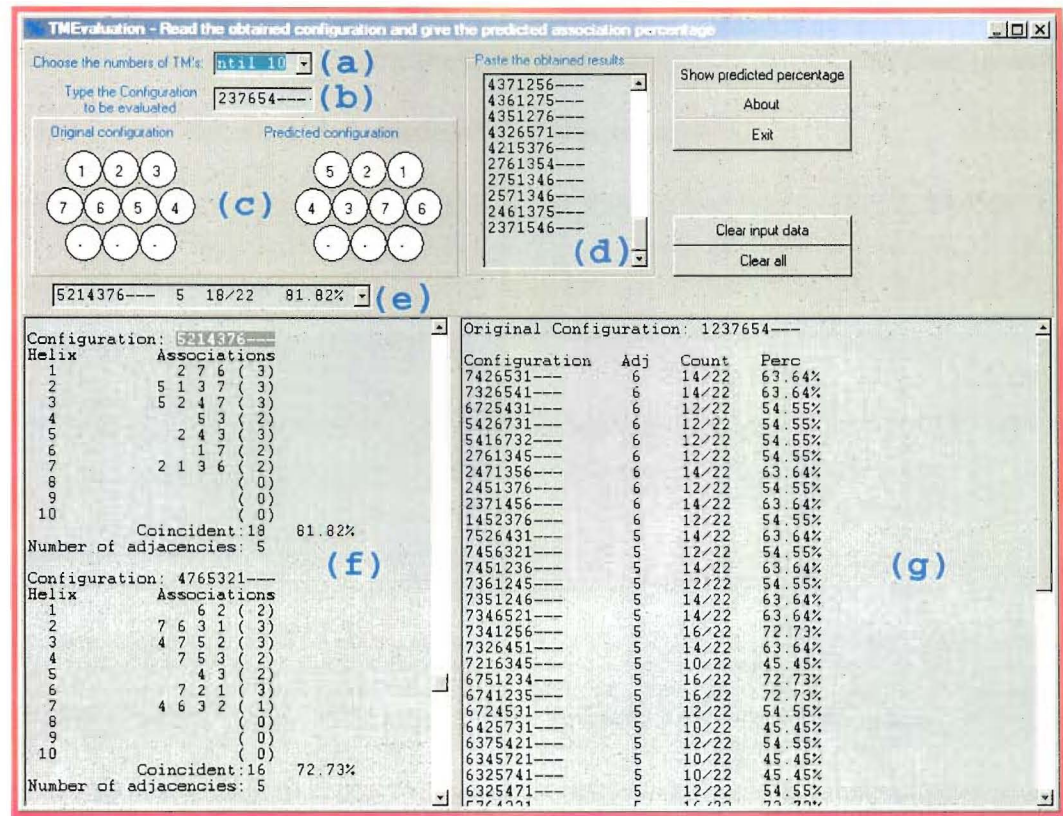 TMEvaluation - Read the obtained configuration and give the predicted association percentage
Choose the numbers of TM's: ntil 10 (a)
Type the Configuration
to be evaluated 237654--- (b)
Original configuration Predicted configuration
1 2 3 5 2 1
7 6 5 4 (c) 4 3 7 6
. . . . . .
Paste the obtained results
4371256---
4361275---
4351276---
4326571---
4215376---
2761354---
2751346---
2571346---
2461375---
2371546---
(d)
Show predicted percentage
About
Exit
Clear input data
Clear all
5214376--- 5 18/22 81.82% (e)
Configuration: 5214376---
Helix Associations
1 2 7 6 ( 3)
2 5 1 3 7 ( 3)
3 5 2 4 7 ( 3)
4 5 3 ( 2)
5 2 4 3 ( 3)
6 1 7 ( 2)
7 2 1 3 6 ( 2)
8 ( 0)
9 ( 0)
10 ( 0)
Coincident:18 81.82%
Number of adjacencies: 5
(f)
Configuration: 4765321---
Helix Associations
1 6 2 ( 2)
2 7 6 3 1 ( 3)
3 4 7 5 2 ( 3)
4 7 5 3 ( 2)
5 4 3 ( 2)
6 7 2 1 ( 3)
7 4 6 3 2 ( 1)
8 ( 0)
9 ( 0)
10 ( 0)
Coincident:16 72.73%
Number of adjacencies: 5
Original Configuration: 1237654---
Configuration Adj Count Perc
7426531--- 6 14/22 63.64%
7326541--- 6 14/22 63.64%
6725431--- 6 12/22 54.55%
5426731--- 6 12/22 54.55%
5416732--- 6 12/22 54.55%
2761345--- 6 12/22 54.55%
2471356--- 6 14/22 63.64%
2451376--- 6 12/22 54.55%
2371456--- 6 14/22 63.64%
1452376--- 6 12/22 54.55%
7526431--- 5 14/22 63.64%
7456321--- 5 12/22 54.55%
7451236--- 5 14/22 63.64%
7361245--- 5 12/22 54.55%
7351246--- 5 14/22 63.64%
7346521--- 5 14/22 63.64%
7341256--- 5 16/22 72.73%
7326451--- 5 14/22 63.64%
7216345--- 5 10/22 45.45%
6751234--- 5 16/22 72.73%
6741235--- 5 16/22 72.73%
6724531--- 5 12/22 54.55%
6425731--- 5 10/22 45.45%
6375421--- 5 12/22 54.55%
6345721--- 5 10/22 45.45%
6325741--- 5 10/22 45.45%
6325471--- 5 12/22 54.55%
(g)